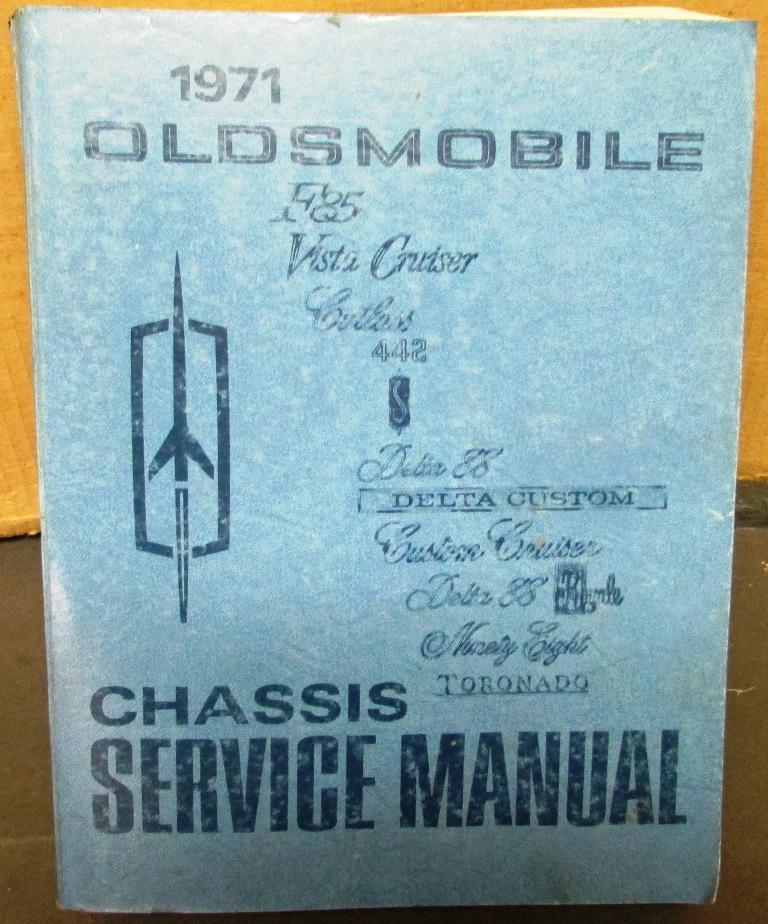 1971
OLDSMOBILE
F85
Vista Cruiser
Cutlass
442
S
Delta 88
DELTA CUSTOM
Custom Cruiser
Delta 88 Royale
Ninety Eight
TORONADO
CHASSIS
SERVICE MANUAL